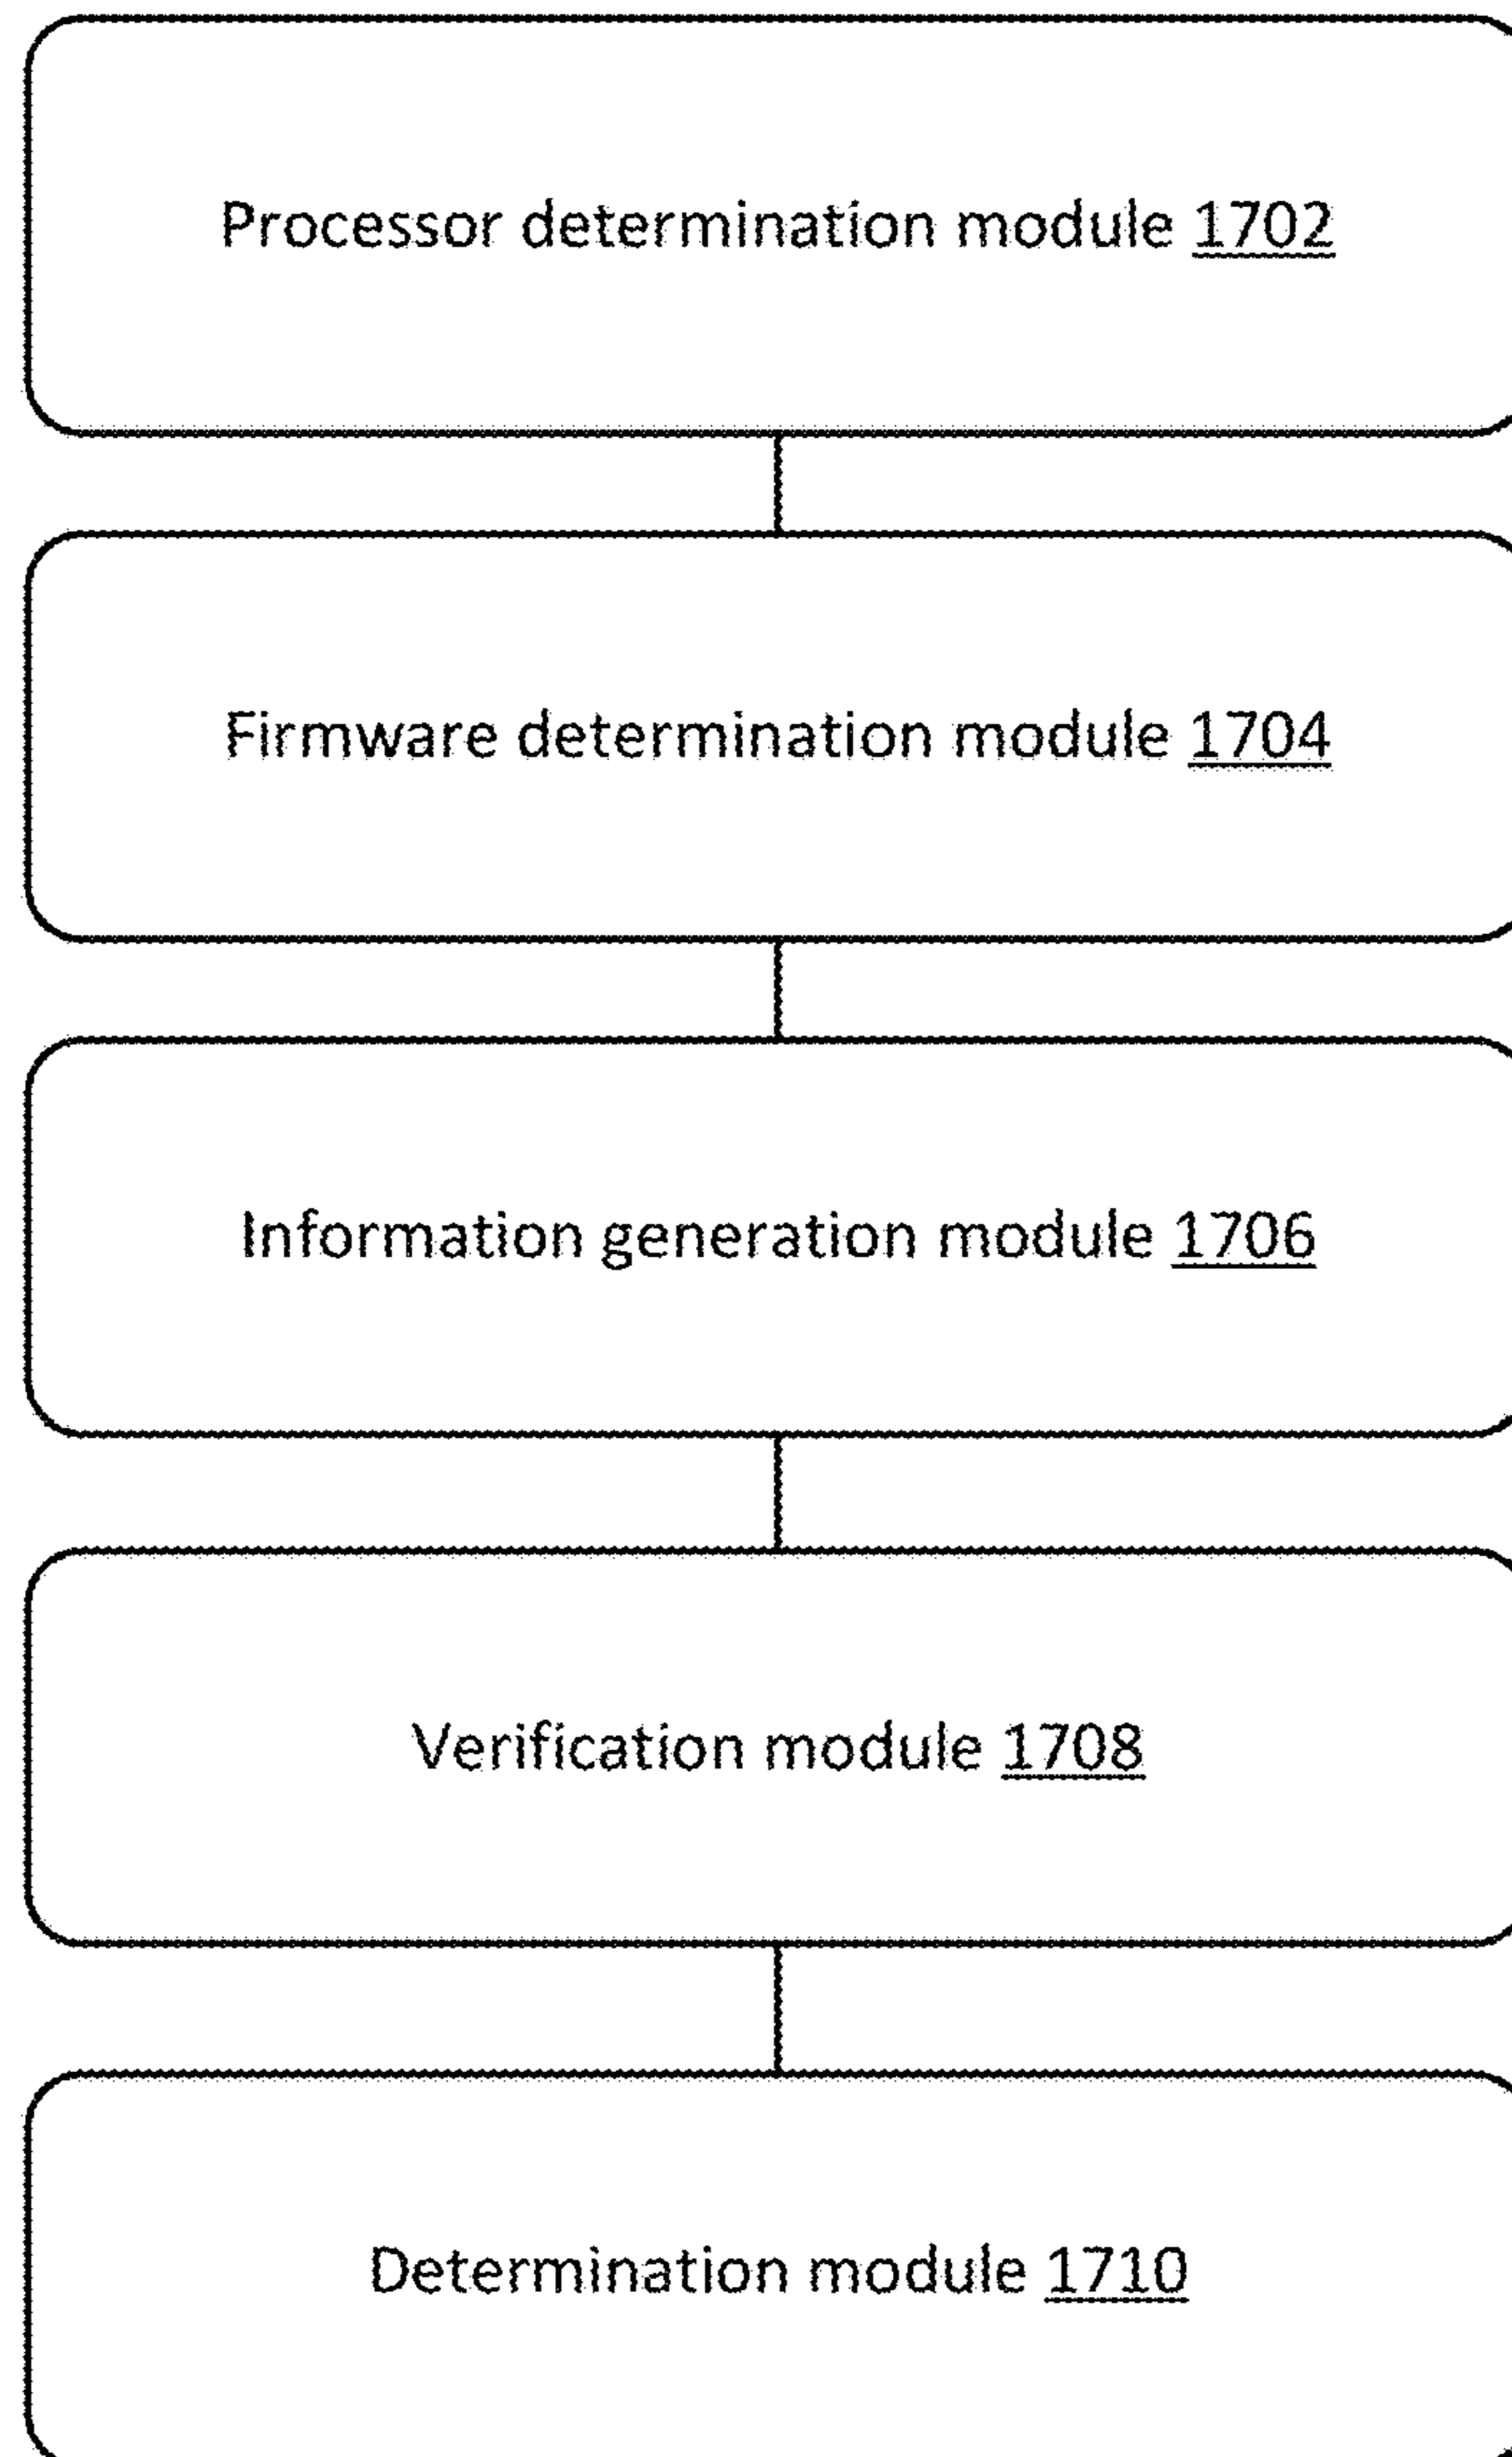 Processor determination module 1702
Firmware determination module 1704
Information generation module 1706
Verification module 1708
Determination module 1710